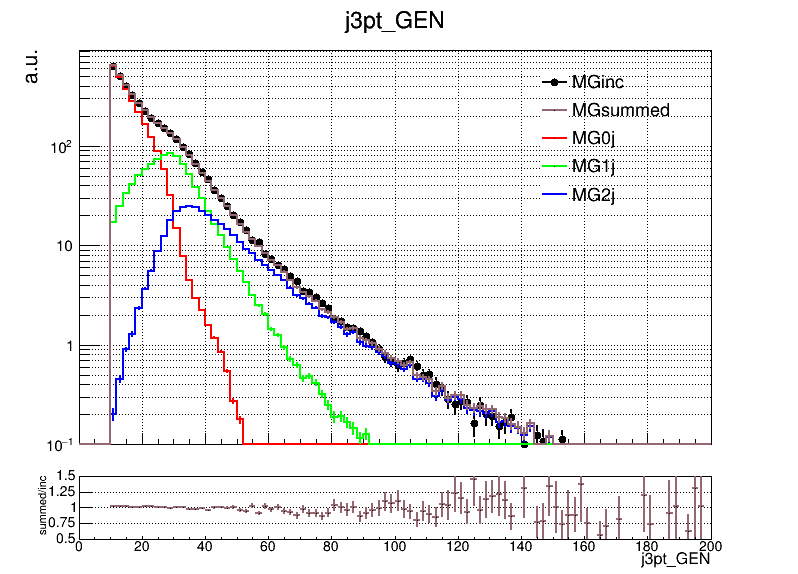 j3pt_GEN
a.u.
MGinc
MGsummed
MG0j
MG1j
MG2j
10²
10
1
10⁻¹
summed/inc
1.5
1.25
1
0.75
0.5
0 20 40 60 80 100 120 140 160 180 200
j3pt_GEN